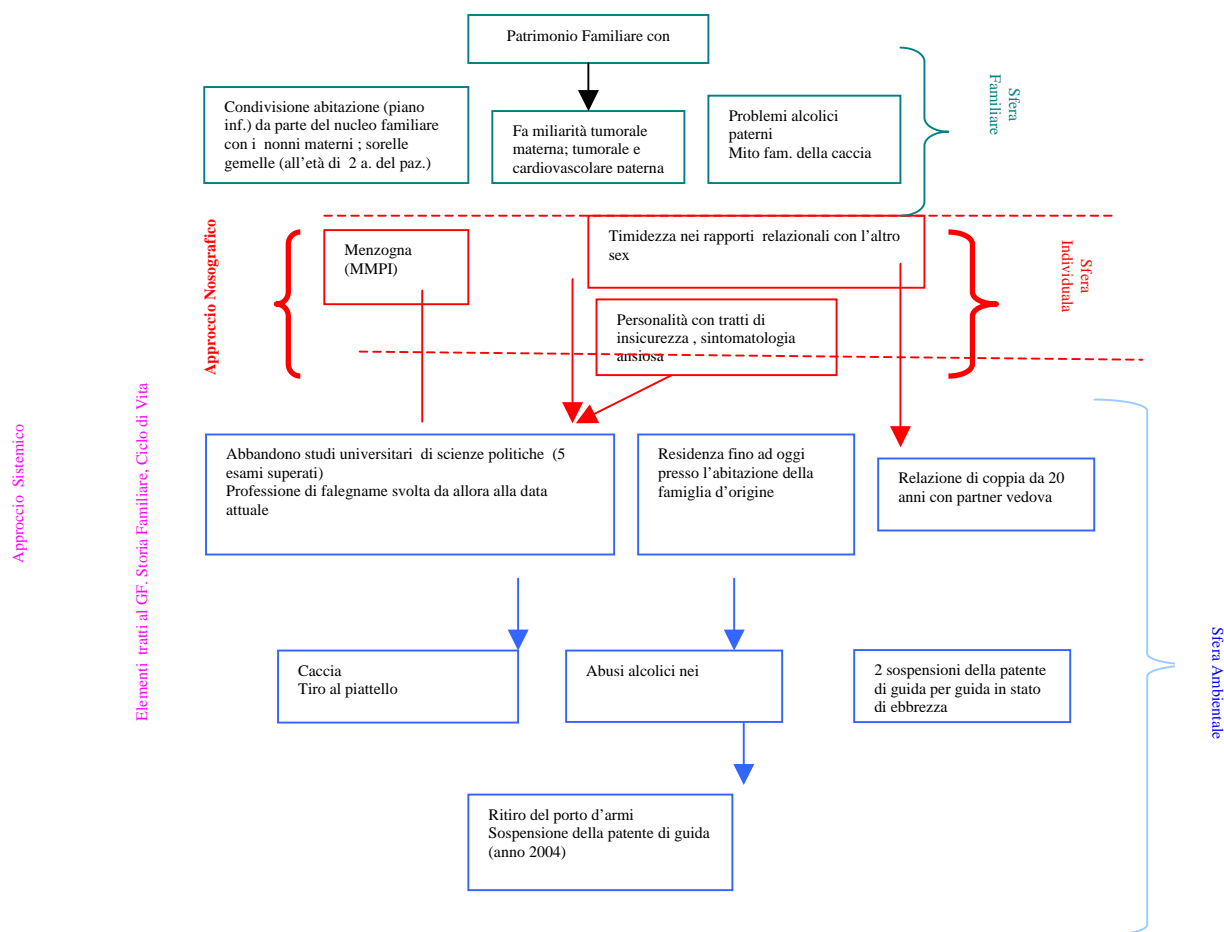 Patrimonio Familiare con
Condivisione abitazione (piano
inf.) da parte del nucleo familiare
con i nonni materni ; sorelle
gemelle (all'età di 2 a. del paz.)
Fa miliarità tumorale
materna; tumorale e
cardiovascolare paterna
Problemi alcolici
paterni
Mito fam. della caccia
Sfera
Familiare
Approccio Nosografico
Menzogna
(MMPI)
Timidezza nei rapporti relazionali con l'altro
sex
Personalità con tratti di
insicurezza , sintomatologia
ansiosa
Sfera
Individuala
Approccio Sistemico
Elementi tratti al GF. Storia Familiare, Ciclo di Vita
Abbandono studi universitari di scienze politiche (5
esami superati)
Professione di falegname svolta da allora alla data
attuale
Residenza fino ad oggi
presso l'abitazione della
famiglia d'origine
Relazione di coppia da 20
anni con partner vedova
Caccia
Tiro al piattello
Abusi alcolici nei
2 sospensioni della patente
di guida per guida in stato
di ebbrezza
Sfera Ambientale
Ritiro del porto d'armi
Sospensione della patente di guida
(anno 2004)